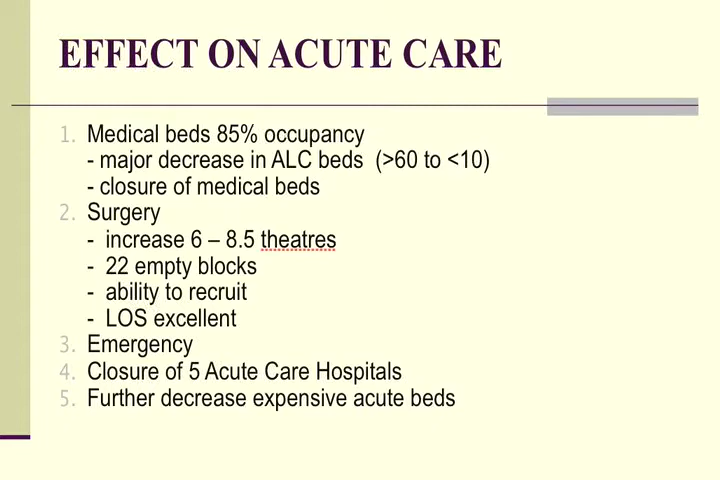 EFFECT ON ACUTE CARE
1. Medical beds 85% occupancy
- major decrease in ALC beds (>60 to <10)
- closure of medical beds
2. Surgery
- increase 6 – 8.5 theatres
- 22 empty blocks
- ability to recruit
- LOS excellent
3. Emergency
4. Closure of 5 Acute Care Hospitals
5. Further decrease expensive acute beds